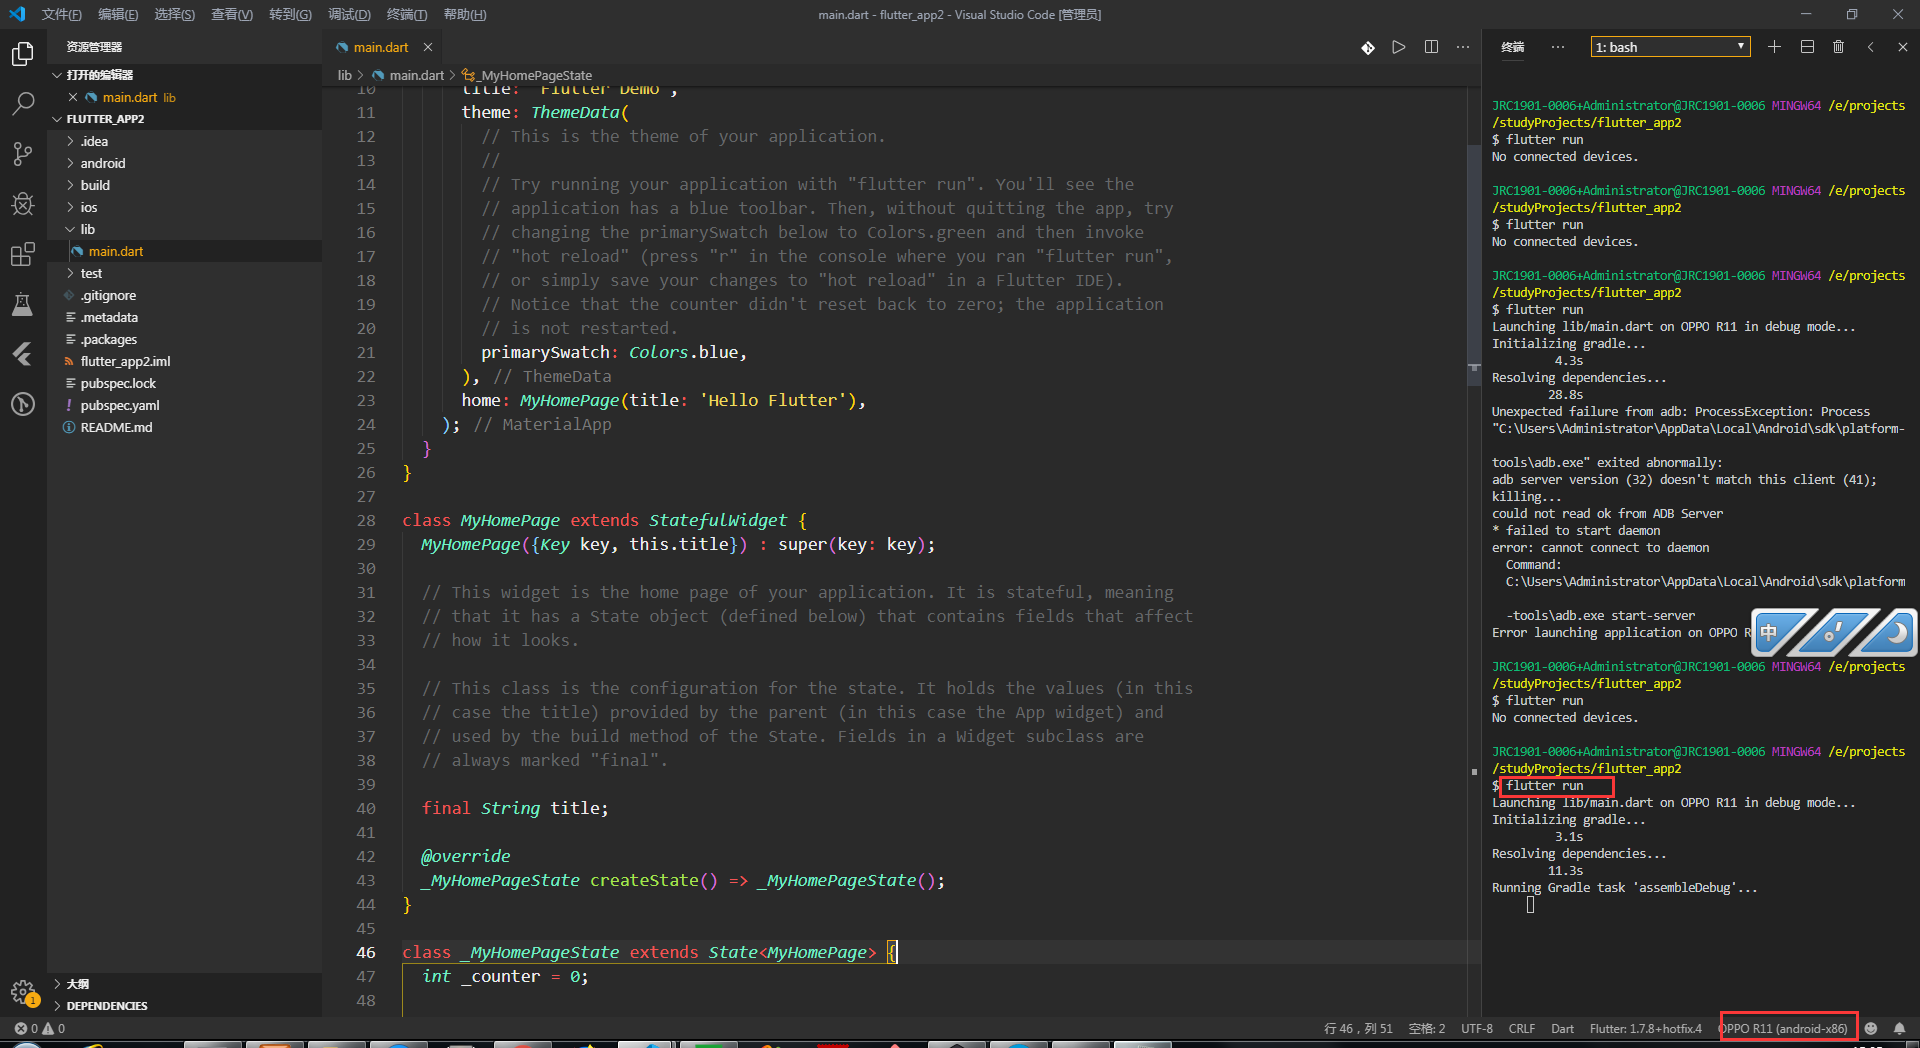 文件(F) 编辑(E) 选择(S) 查看(V) 转到(G) 调试(D) 终端(T) 帮助(H)
main.dart - flutter_app2 - Visual Studio Code [管理员]
资源管理器
打开的编辑器
main.dart lib
FLUTTER_APP2
.idea
android
build
ios
lib
main.dart
test
.gitignore
.metadata
.packages
flutter_app2.iml
pubspec.lock
! pubspec.yaml
README.md
大纲
DEPENDENCIES
1
main.dart
lib > main.dart > _MyHomePageState
10 title: 'Flutter Demo',
11 theme: ThemeData(
12 // This is the theme of your application.
13 //
14 // Try running your application with "flutter run". You'll see the
15 // application has a blue toolbar. Then, without quitting the app, try
16 // changing the primarySwatch below to Colors.green and then invoke
17 // "hot reload" (press "r" in the console where you ran "flutter run",
18 // or simply save your changes to "hot reload" in a Flutter IDE).
19 // Notice that the counter didn't reset back to zero; the application
20 // is not restarted.
21 primarySwatch: Colors.blue,
22 ), // ThemeData
23 home: MyHomePage(title: 'Hello Flutter'),
24 ); // MaterialApp
25 }
26 }
27
28 class MyHomePage extends StatefulWidget {
29 MyHomePage({Key key, this.title}) : super(key: key);
30
31 // This widget is the home page of your application. It is stateful, meaning
32 // that it has a State object (defined below) that contains fields that affect
33 // how it looks.
34
35 // This class is the configuration for the state. It holds the values (in this
36 // case the title) provided by the parent (in this case the App widget) and
37 // used by the build method of the State. Fields in a Widget subclass are
38 // always marked "final".
39
40 final String title;
41
42 @override
43 _MyHomePageState createState() => _MyHomePageState();
44 }
45
46 class _MyHomePageState extends State<MyHomePage> {
47 int _counter = 0;
48
终端 ··· 1: bash
JRC1901-0006+Administrator@JRC1901-0006 MINGW64 /e/projects
/studyProjects/flutter_app2
$ flutter run
No connected devices.
JRC1901-0006+Administrator@JRC1901-0006 MINGW64 /e/projects
/studyProjects/flutter_app2
$ flutter run
No connected devices.
JRC1901-0006+Administrator@JRC1901-0006 MINGW64 /e/projects
/studyProjects/flutter_app2
$ flutter run
Launching lib/main.dart on OPPO R11 in debug mode...
Initializing gradle...
4.3s
Resolving dependencies...
28.8s
Unexpected failure from adb: ProcessException: Process
"C:\Users\Administrator\AppData\Local\Android\sdk\platform-
tools\adb.exe" exited abnormally:
adb server version (32) doesn't match this client (41);
killing...
could not read ok from ADB Server
* failed to start daemon
error: cannot connect to daemon
Command:
C:\Users\Administrator\AppData\Local\Android\sdk\platform
-tools\adb.exe start-server
Error launching application on OPPO R
中
JRC1901-0006+Administrator@JRC1901-0006 MINGW64 /e/projects
/studyProjects/flutter_app2
$ flutter run
No connected devices.
JRC1901-0006+Administrator@JRC1901-0006 MINGW64 /e/projects
/studyProjects/flutter_app2
$ flutter run
Launching lib/main.dart on OPPO R11 in debug mode...
Initializing gradle...
3.1s
Resolving dependencies...
11.3s
Running Gradle task 'assembleDebug'...
0 0 行 46，列 51 空格: 2 UTF-8 CRLF Dart Flutter: 1.7.8+hotfix.4 OPPO R11 (android-x86)